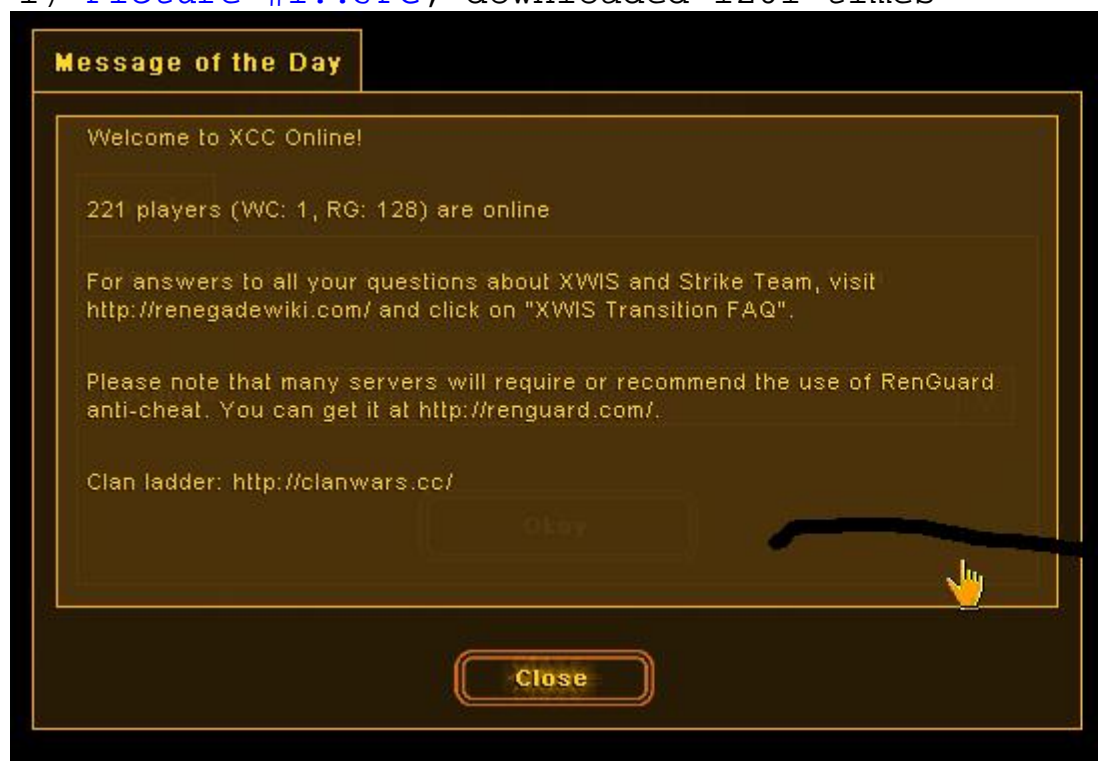 Message of the Day
Welcome to XCC Online!
221 players (WC: 1, RG: 128) are online
For answers to all your questions about XWIS and Strike Team, visit
http://renegadewiki.com/ and click on "XWIS Transition FAQ".
Please note that many servers will require or recommend the use of RenGuard
anti-cheat. You can get it at http://renguard.com/.
Clan ladder: http://clanwars.cc/
Okay
Close